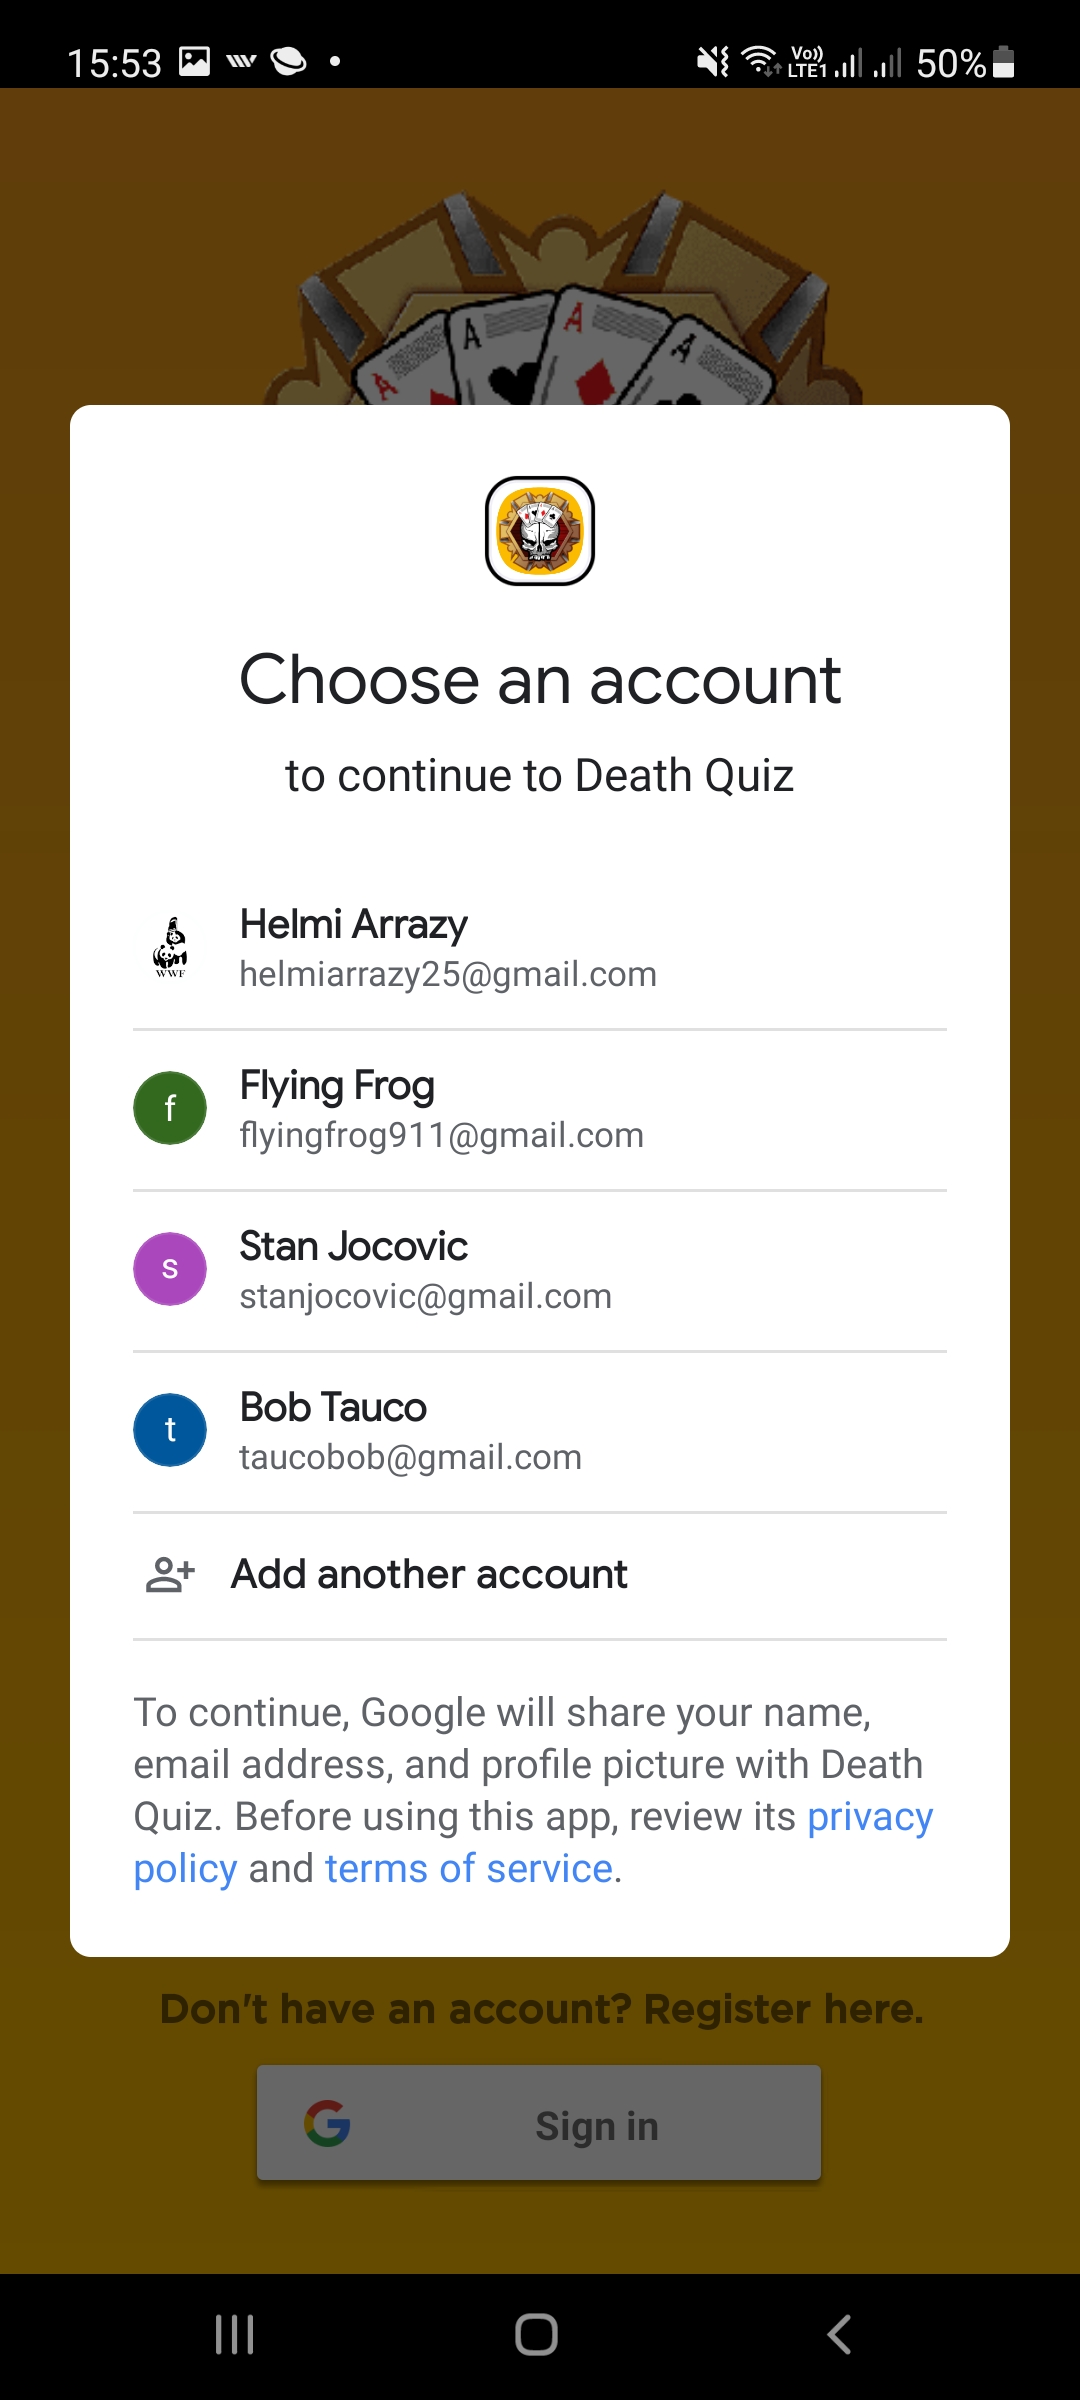 15:53
Vo)) LTE1
50%
A A A A
Choose an account
to continue to Death Quiz
WWF
Helmi Arrazy
helmiarrazy25@gmail.com
f
Flying Frog
flyingfrog911@gmail.com
s
Stan Jocovic
stanjocovic@gmail.com
t
Bob Tauco
taucobob@gmail.com
Add another account
To continue, Google will share your name,
email address, and profile picture with Death
Quiz. Before using this app, review its privacy
policy and terms of service.
Don't have an account? Register here.
G
Sign in